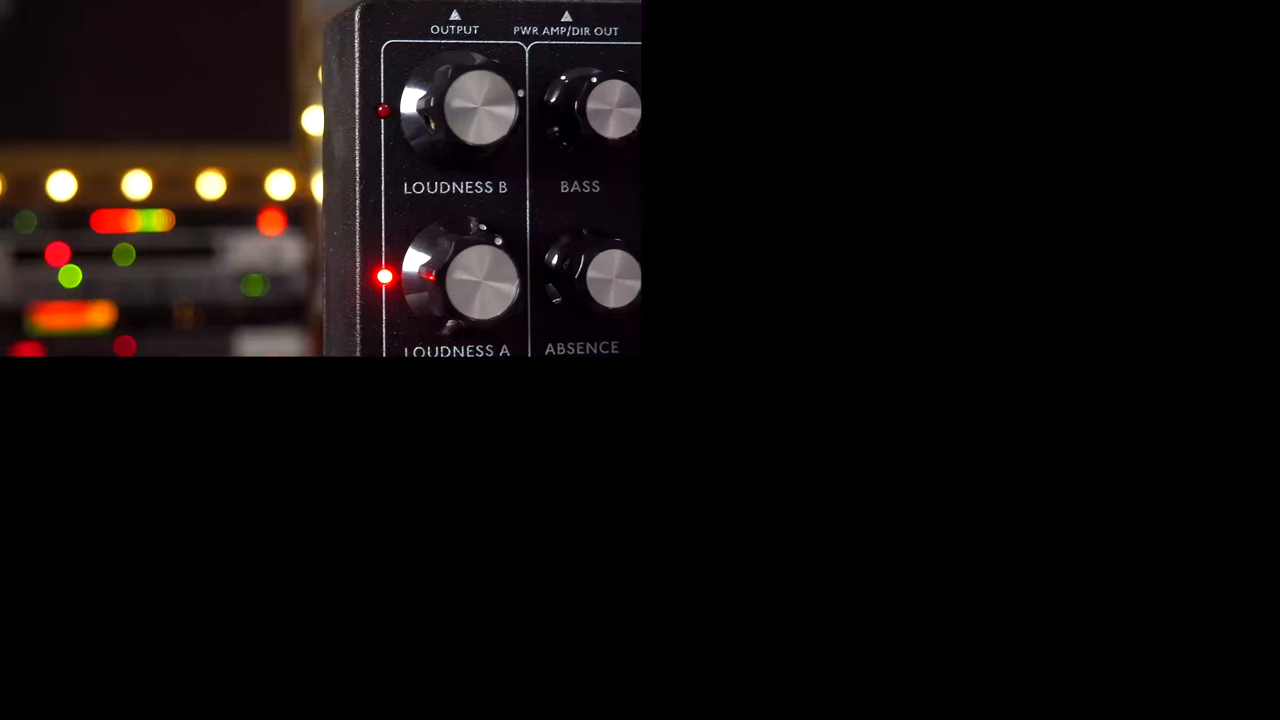 OUTPUT PWR AMP/DIR OUT
LOUDNESS B BASS
LOUDNESS A ABSENCE